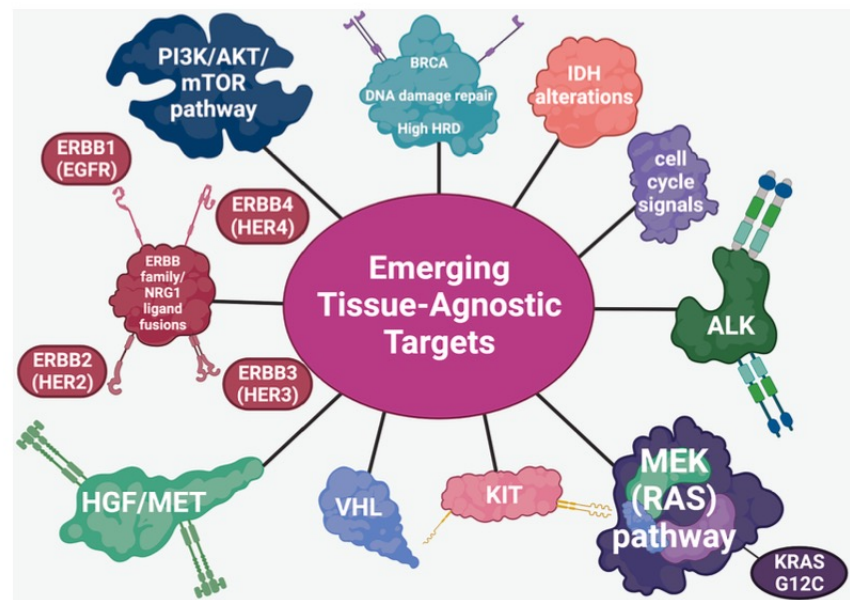 PI3K/AKT/
mTOR
pathway
BRCA
DNA damage repair
High HRD
IDH
alterations
cell
cycle
signals
ERBB1
(EGFR)
ERBB4
(HER4)
ERBB
family/
NRG1
ligand
fusions
ERBB2
(HER2)
ERBB3
(HER3)
Emerging
Tissue-Agnostic
Targets
ALK
HGF/MET
VHL
KIT
MEK
(RAS)
pathway
KRAS
G12C